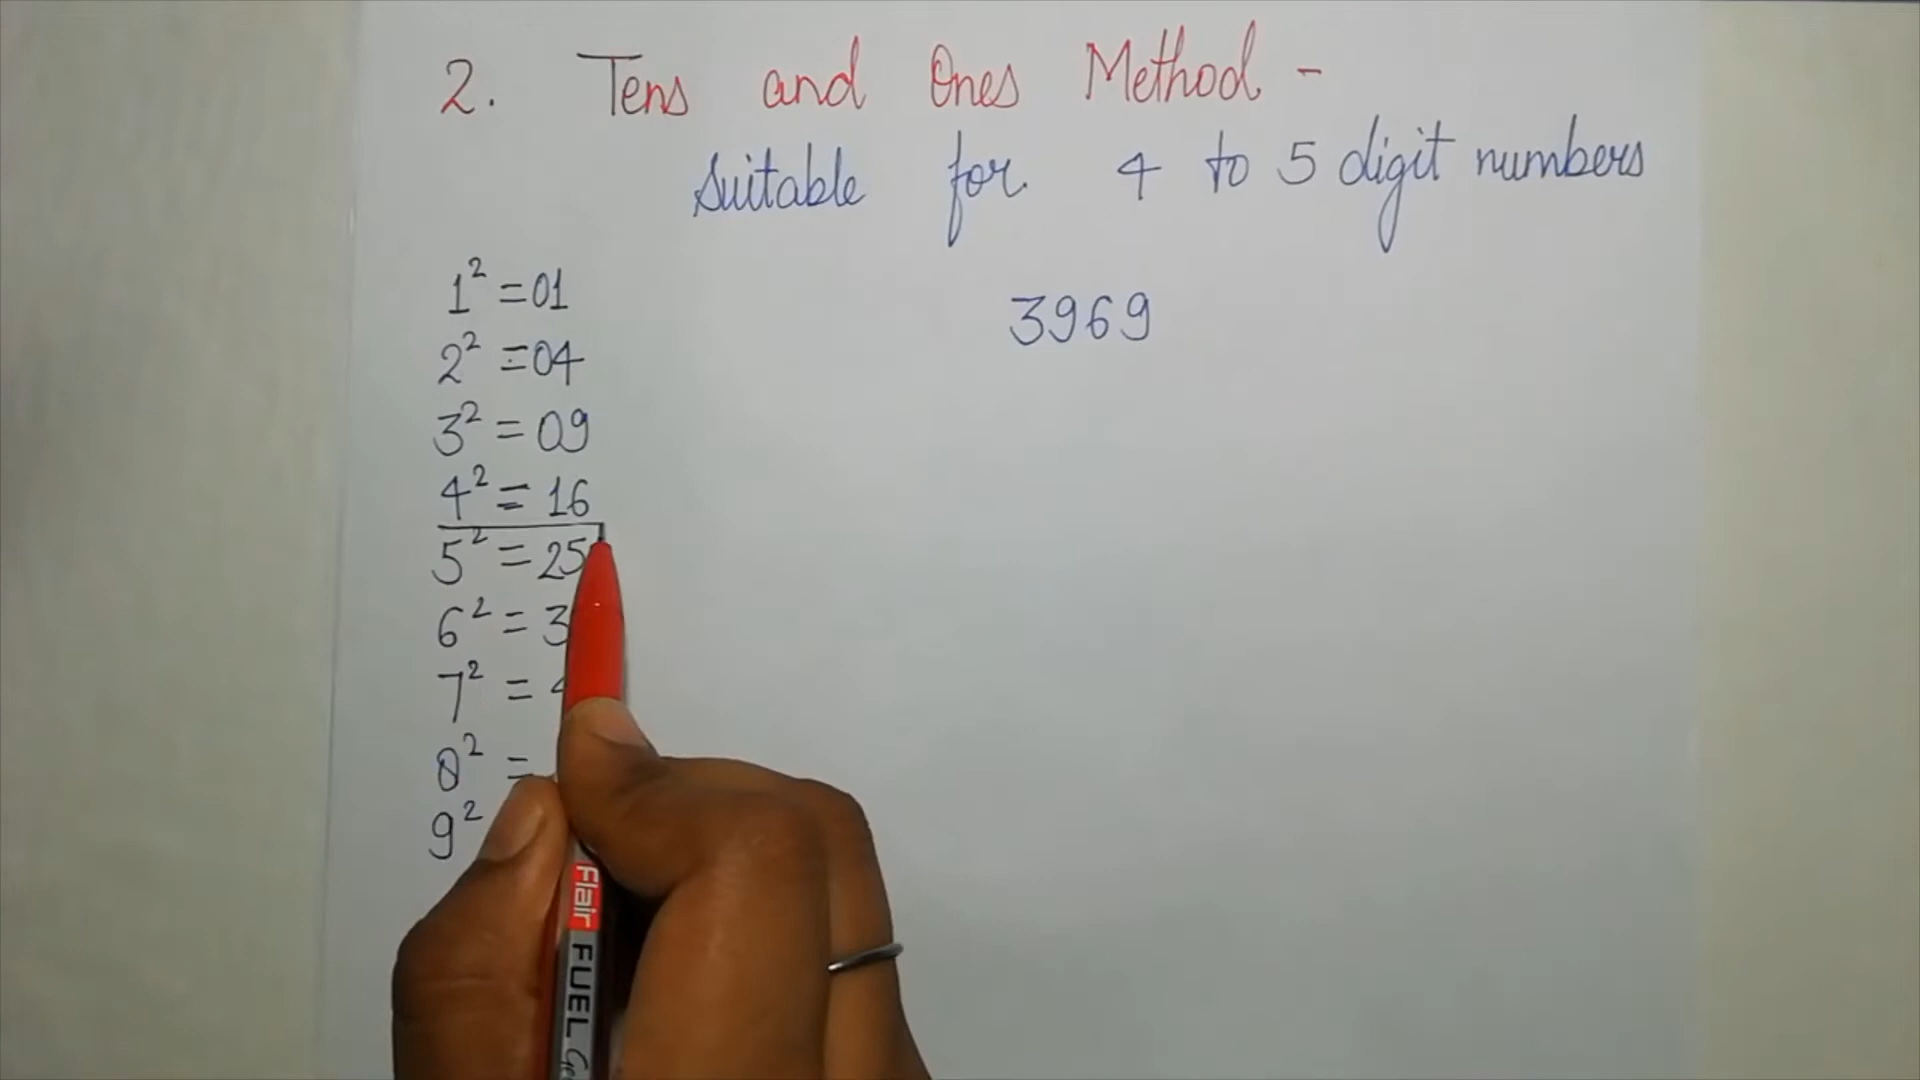 2. Tens and Ones Method -
suitable for 4 to 5 digit numbers
1² = 01
3969
2² = 04
3² = 09
4² = 16
5² = 25
6² = 3
7² =
8² =
9²
Flair FUEL